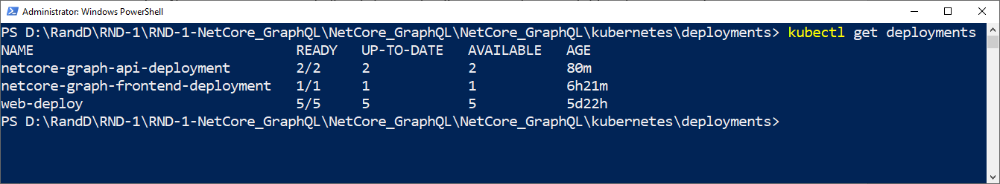 Administrator: Windows PowerShell
PS D:\RandD\RND-1\RND-1-NetCore_GraphQL\NetCore_GraphQL\NetCore_GraphQL\kubernetes\deployments> kubectl get deployments
NAME                             READY   UP-TO-DATE   AVAILABLE   AGE
netcore-graph-api-deployment        2/2     2            2           80m
netcore-graph-frontend-deployment   1/1     1            1           6h21m
web-deploy                          5/5     5            5           5d22h
PS D:\RandD\RND-1\RND-1-NetCore_GraphQL\NetCore_GraphQL\NetCore_GraphQL\kubernetes\deployments>